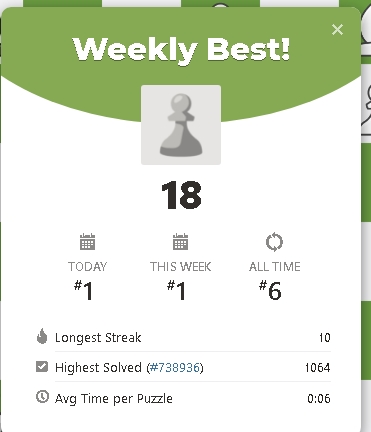 Weekly Best!
18
TODAY THIS WEEK ALL TIME
#1 #1 #6
Longest Streak 10
Highest Solved (#738936) 1064
Avg Time per Puzzle 0:06